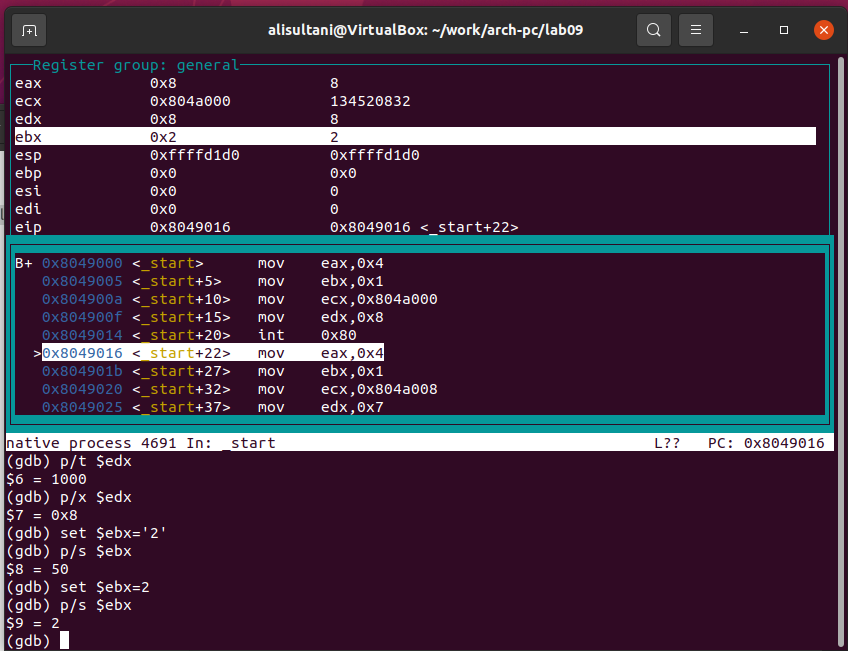 alisultani@VirtualBox: ~/work/arch-pc/lab09
Register group: general
eax 0x8 8
ecx 0x804a000 134520832
edx 0x8 8
ebx 0x2 2
esp 0xffffd1d0 0xffffd1d0
ebp 0x0 0x0
esi 0x0 0
edi 0x0 0
eip 0x8049016 0x8049016 <_start+22>
B+ 0x8049000 <_start> mov eax,0x4
0x8049005 <_start+5> mov ebx,0x1
0x804900a <_start+10> mov ecx,0x804a000
0x804900f <_start+15> mov edx,0x8
0x8049014 <_start+20> int 0x80
>0x8049016 <_start+22> mov eax,0x4
0x804901b <_start+27> mov ebx,0x1
0x8049020 <_start+32> mov ecx,0x804a008
0x8049025 <_start+37> mov edx,0x7
native process 4691 In: _start L?? PC: 0x8049016
(gdb) p/t $edx
$6 = 1000
(gdb) p/x $edx
$7 = 0x8
(gdb) set $ebx='2'
(gdb) p/s $ebx
$8 = 50
(gdb) set $ebx=2
(gdb) p/s $ebx
$9 = 2
(gdb)